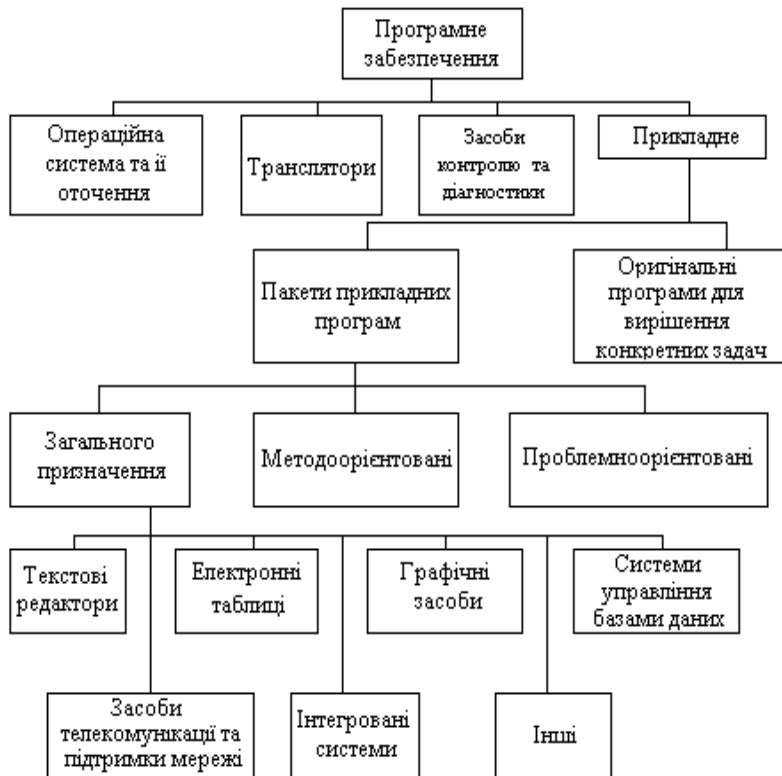 Програмне
забезпечення
Операційна
система та її
оточення
Транслятори
Засоби
контролю та
діагностики
Прикладне
Пакети прикладних
програм
Оригінальні
програми для
вирішення
конкретних задач
Загального
призначення
Методоорієнтовані
Проблемноорієнтовані
Текстові
редактори
Електронні
таблиці
Графічні
засоби
Системи
управління
базами даних
Засоби
телекомунікації та
підтримки мережі
Інтегровані
системи
Інші